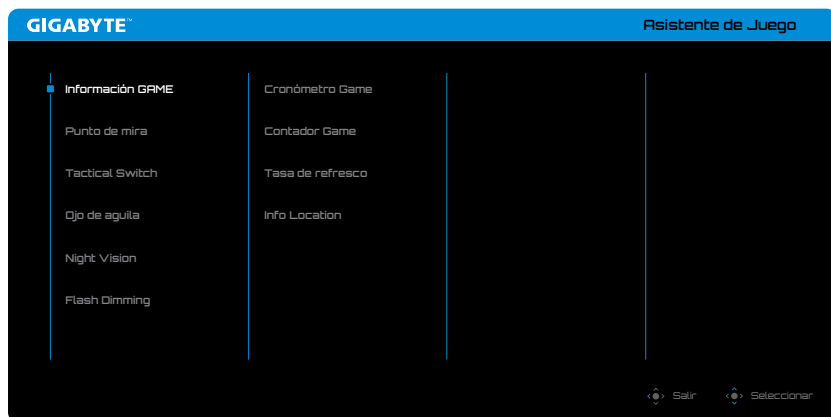 GIGABYTE™
Asistente de Juego
Información GAME
Punto de mira
Tactical Switch
Ojo de aguila
Night Vision
Flash Dimming
Cronómetro Game
Contador Game
Tasa de refresco
Info Location
Salir
Seleccionar